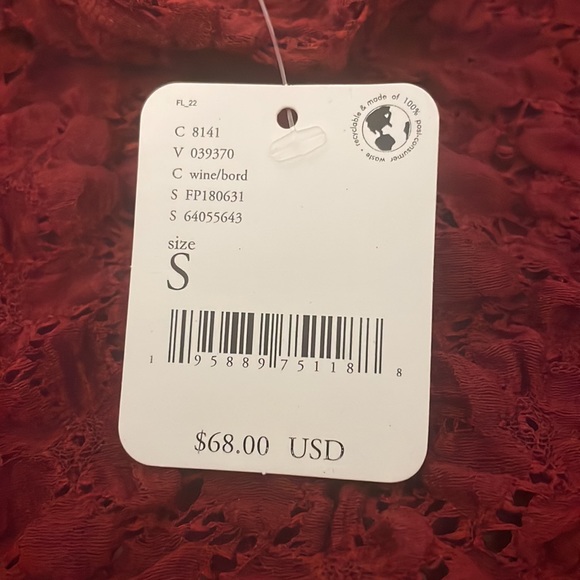 FL_22
recyclable & made of 100% post-consumer waste •
C 8141
V 039370
C wine/bord
S FP180631
S 64055643
size
S
1 95889 75118 8
$68.00 USD